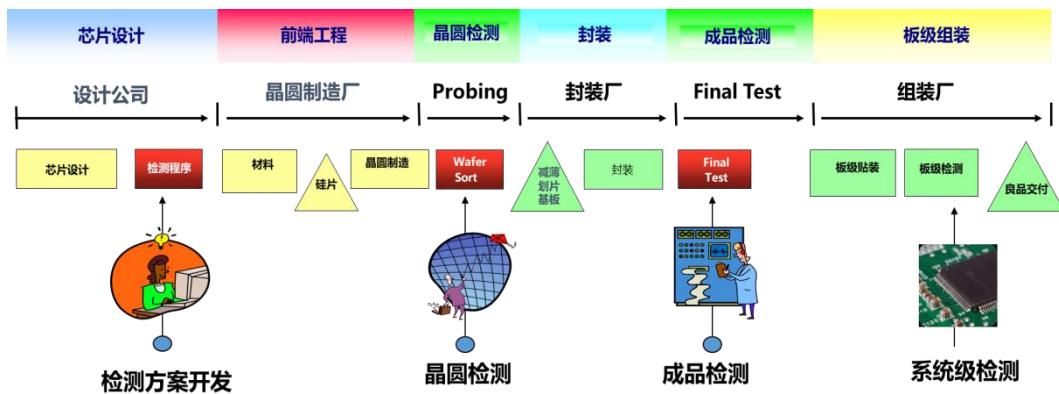 芯片设计
前端工程
晶圆检测
封装
成品检测
板级组装
设计公司
晶圆制造厂
Probing
封装厂
Final Test
组装厂
芯片设计
检测程序
材料
硅片
晶圆制造
Wafer
Sort
减薄
划片
基板
封装
Final
Test
板级贴装
板级检测
良品交付
检测方案开发
晶圆检测
成品检测
系统级检测